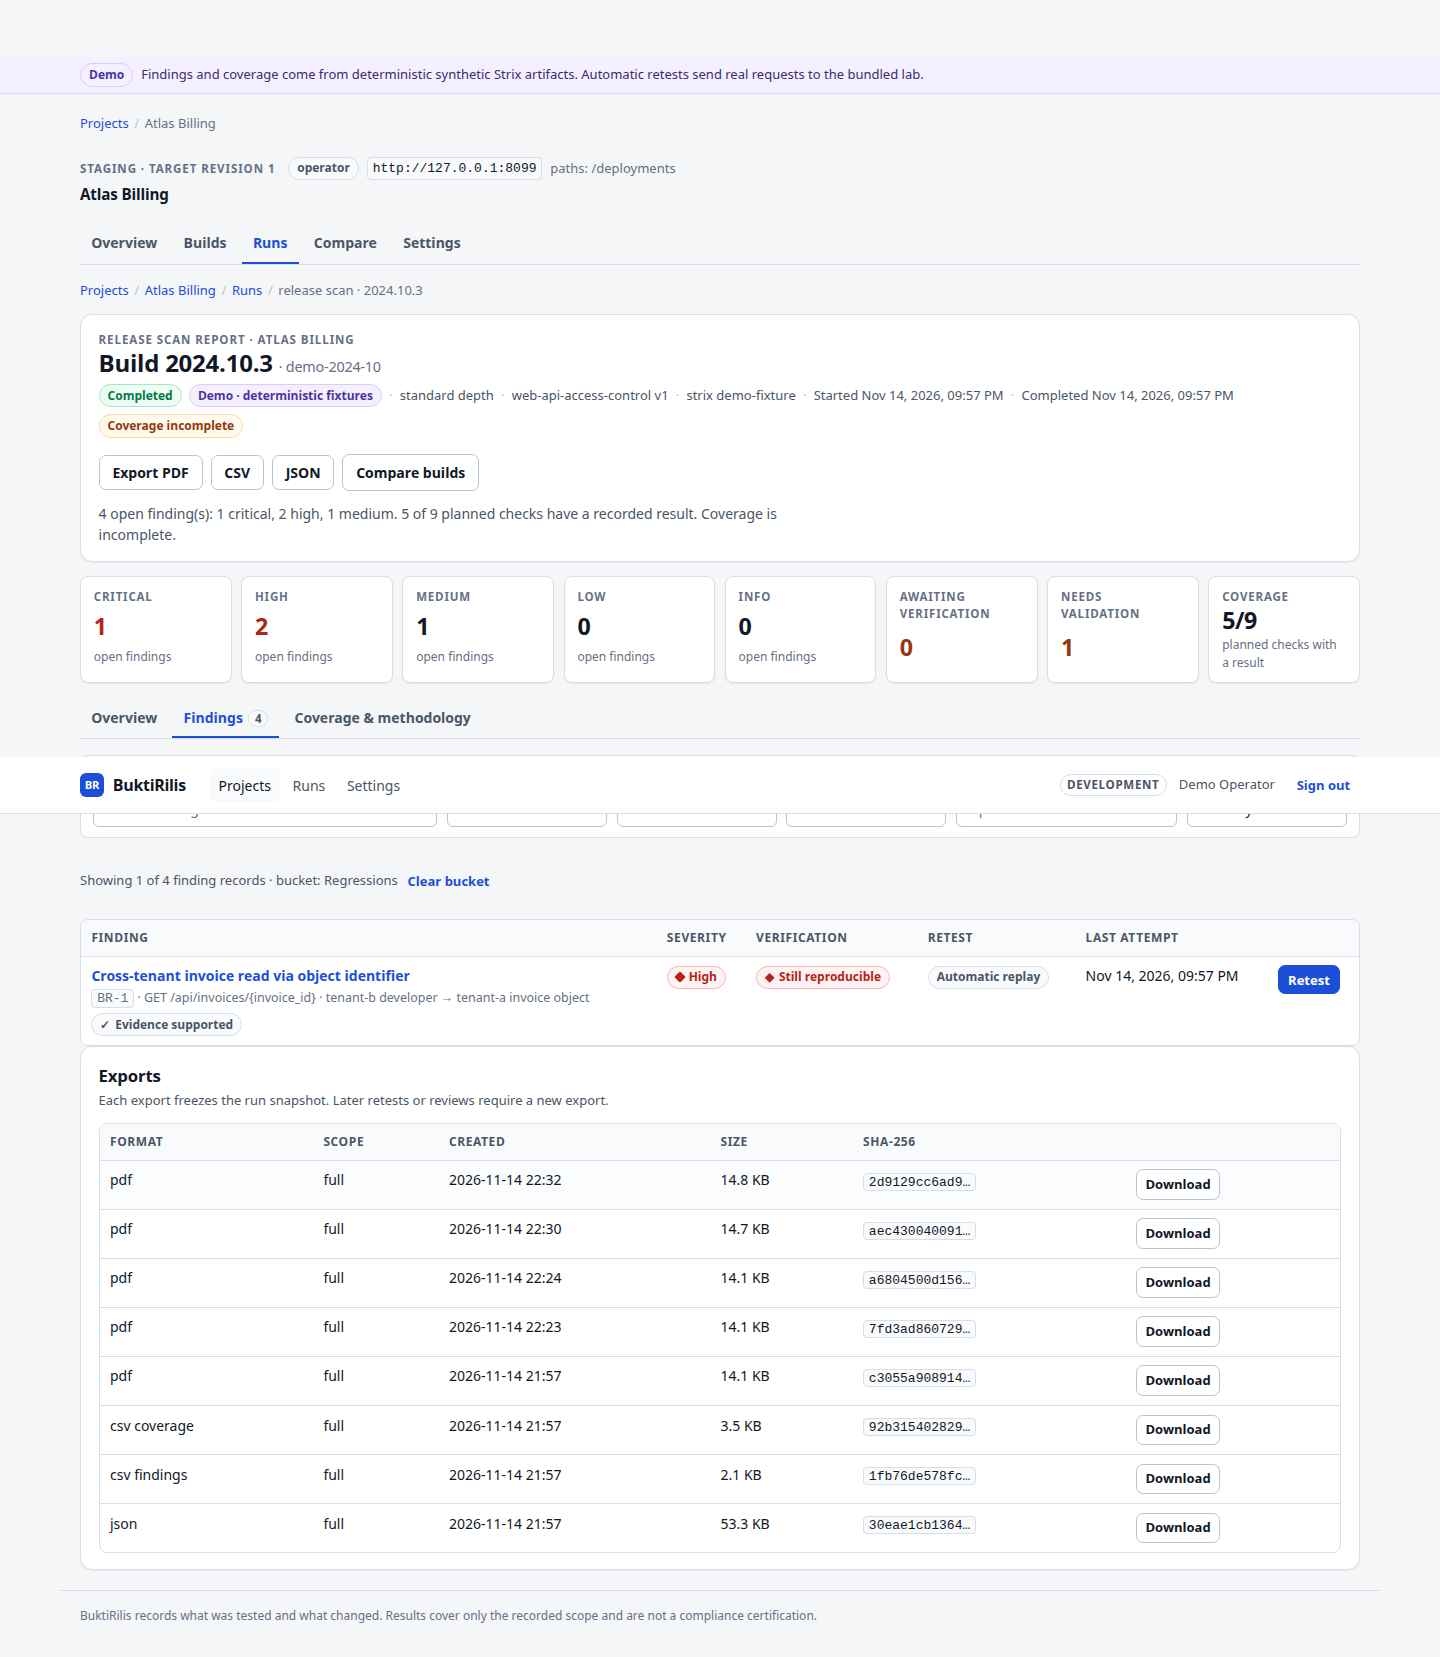 Demo Findings and coverage come from deterministic synthetic Strix artifacts. Automatic retests send real requests to the bundled lab.
Projects / Atlas Billing
STAGING · TARGET REVISION 1 operator http://127.0.0.1:8099 paths: /deployments
Atlas Billing
Overview Builds Runs Compare Settings
Projects / Atlas Billing / Runs / release scan · 2024.10.3
RELEASE SCAN REPORT · ATLAS BILLING
Build 2024.10.3 · demo-2024-10
Completed Demo · deterministic fixtures · standard depth · web-api-access-control v1 · strix demo-fixture · Started Nov 14, 2026, 09:57 PM · Completed Nov 14, 2026, 09:57 PM
Coverage incomplete
Export PDF CSV JSON Compare builds
4 open finding(s): 1 critical, 2 high, 1 medium. 5 of 9 planned checks have a recorded result. Coverage is
incomplete.
CRITICAL
1
open findings
HIGH
2
open findings
MEDIUM
1
open findings
LOW
0
open findings
INFO
0
open findings
AWAITING
VERIFICATION
0
NEEDS
VALIDATION
1
COVERAGE
5/9
planned checks with
a result
Overview Findings 4 Coverage & methodology
BR BuktiRilis Projects Runs Settings DEVELOPMENT Demo Operator Sign out
Showing 1 of 4 finding records · bucket: Regressions Clear bucket
FINDING SEVERITY VERIFICATION RETEST LAST ATTEMPT
Cross-tenant invoice read via object identifier ◆ High ◆ Still reproducible Automatic replay Nov 14, 2026, 09:57 PM Retest
BR-1 · GET /api/invoices/{invoice_id} · tenant-b developer → tenant-a invoice object
✓ Evidence supported
Exports
Each export freezes the run snapshot. Later retests or reviews require a new export.
FORMAT SCOPE CREATED SIZE SHA-256
pdf full 2026-11-14 22:32 14.8 KB 2d9129cc6ad9… Download
pdf full 2026-11-14 22:30 14.7 KB aec430040091… Download
pdf full 2026-11-14 22:24 14.1 KB a6804500d156… Download
pdf full 2026-11-14 22:23 14.1 KB 7fd3ad860729… Download
pdf full 2026-11-14 21:57 14.1 KB c3055a908914… Download
csv coverage full 2026-11-14 21:57 3.5 KB 92b315402829… Download
csv findings full 2026-11-14 21:57 2.1 KB 1fb76de578fc… Download
json full 2026-11-14 21:57 53.3 KB 30eae1cb1364… Download
BuktiRilis records what was tested and what changed. Results cover only the recorded scope and are not a compliance certification.